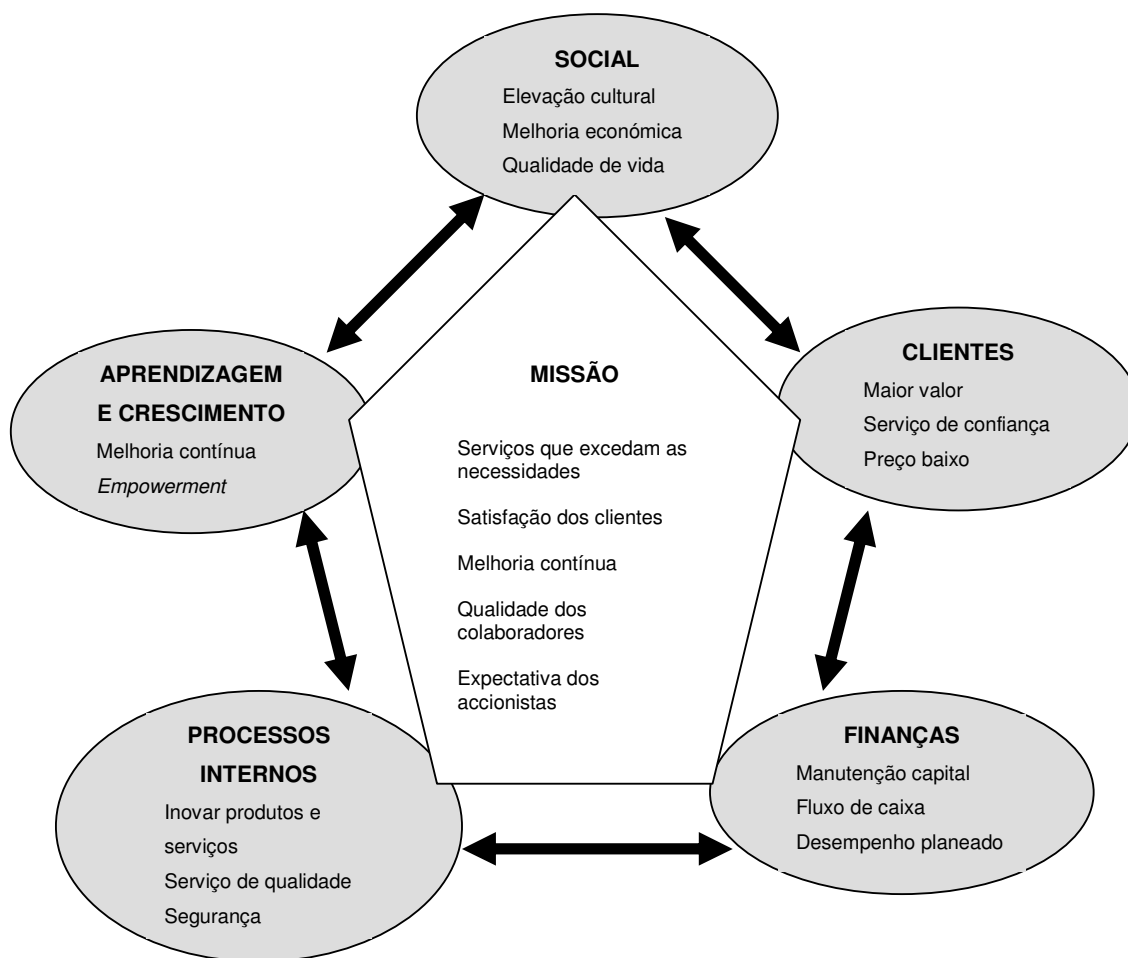 SOCIAL
Elevação cultural
Melhoria económica
Qualidade de vida
APRENDIZAGEM
E CRESCIMENTO
Melhoria contínua
Empowerment
MISSÃO
Serviços que excedam as
necessidades
Satisfação dos clientes
Melhoria contínua
Qualidade dos
colaboradores
Expectativa dos
accionistas
CLIENTES
Maior valor
Serviço de confiança
Preço baixo
PROCESSOS
INTERNOS
Inovar produtos e
serviços
Serviço de qualidade
Segurança
FINANÇAS
Manutenção capital
Fluxo de caixa
Desempenho planeado